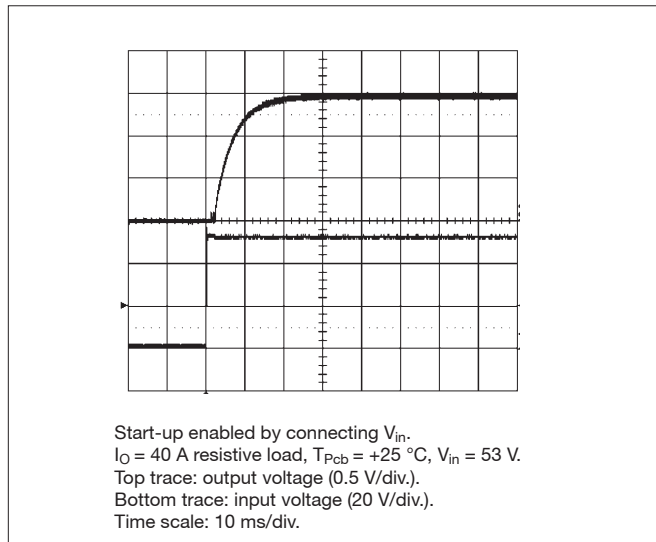 Start-up enabled by connecting Vin.
IO = 40 A resistive load, TPcb = +25 °C, Vin = 53 V.
Top trace: output voltage (0.5 V/div.).
Bottom trace: input voltage (20 V/div.).
Time scale: 10 ms/div.